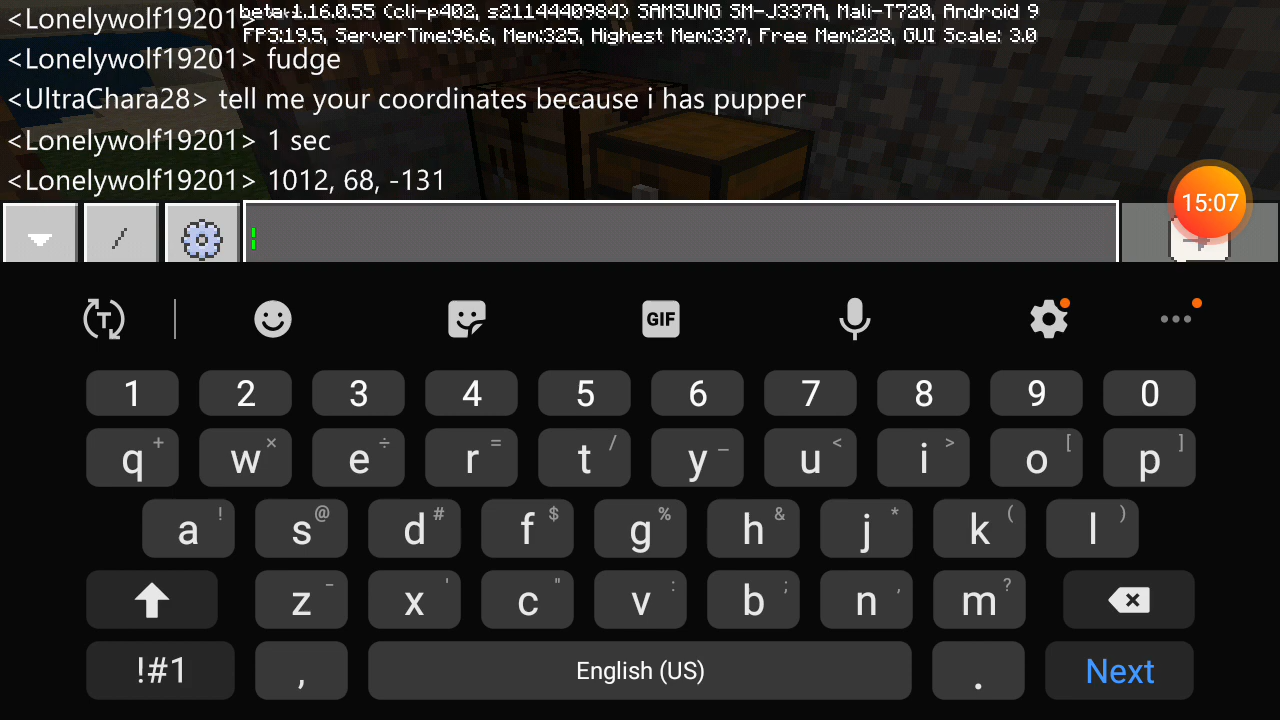 <Lonelywolf19201>
beta 1.16.0.55 (cli-p402, s2114440984) SAMSUNG SM-J337A, Mali-T720, Android 9
FPS:19.5, ServerTime:96.6, Mem:325, Highest Mem:337, Free Mem:228, GUI Scale: 3.0
<Lonelywolf19201> fudge
<UltraChara28> tell me your coordinates because i has pupper
<Lonelywolf19201> 1 sec
<Lonelywolf19201> 1012, 68, -131
/
15:07
T
GIF
1 2 3 4 5 6 7 8 9 0
q + w × e ÷ r = t / y _ u < i > o [ p ]
a ! s @ d # f $ g % h & j * k ( l )
z - x ' c " v : b ; n , m ?
!#1 , English (US) . Next